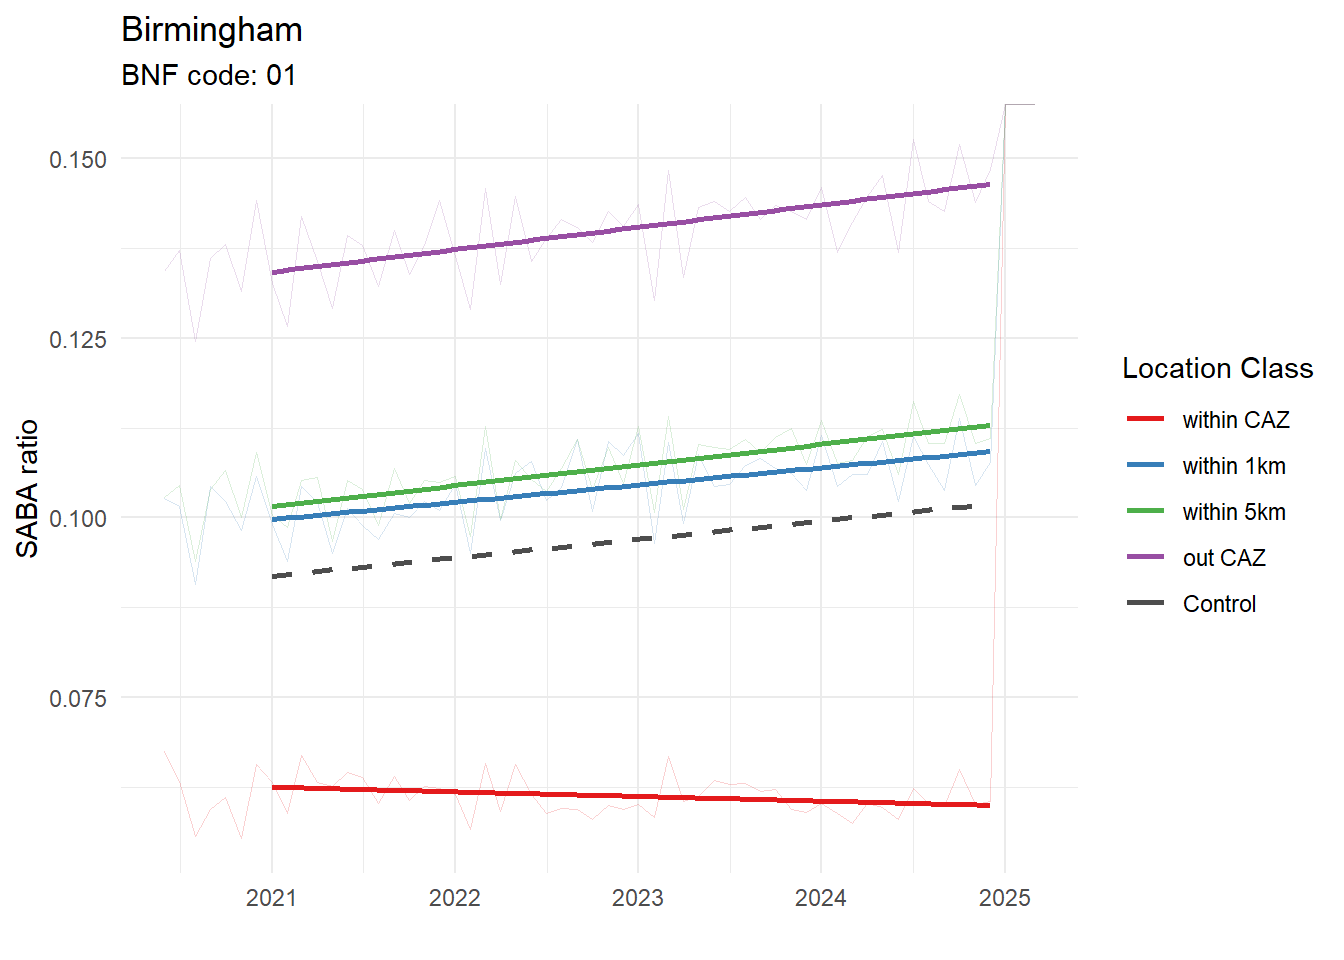 Birmingham
BNF code: 01
SABA ratio
0.150
0.125
0.100
0.075
2021
2022
2023
2024
2025
Location Class
within CAZ
within 1km
within 5km
out CAZ
Control